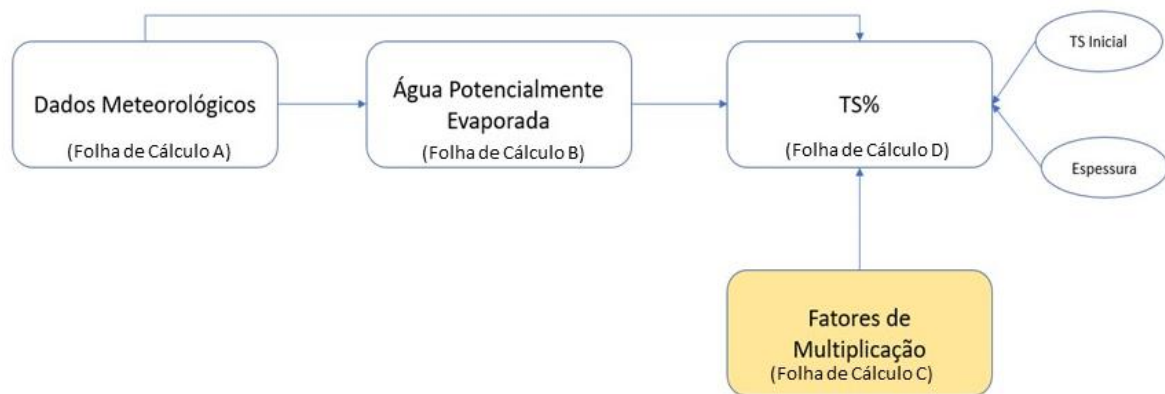 Dados Meteorológicos
(Folha de Cálculo A)
Água Potencialmente
Evaporada
(Folha de Cálculo B)
TS%
(Folha de Cálculo D)
TS Inicial
Espessura
Fatores de
Multiplicação
(Folha de Cálculo C)